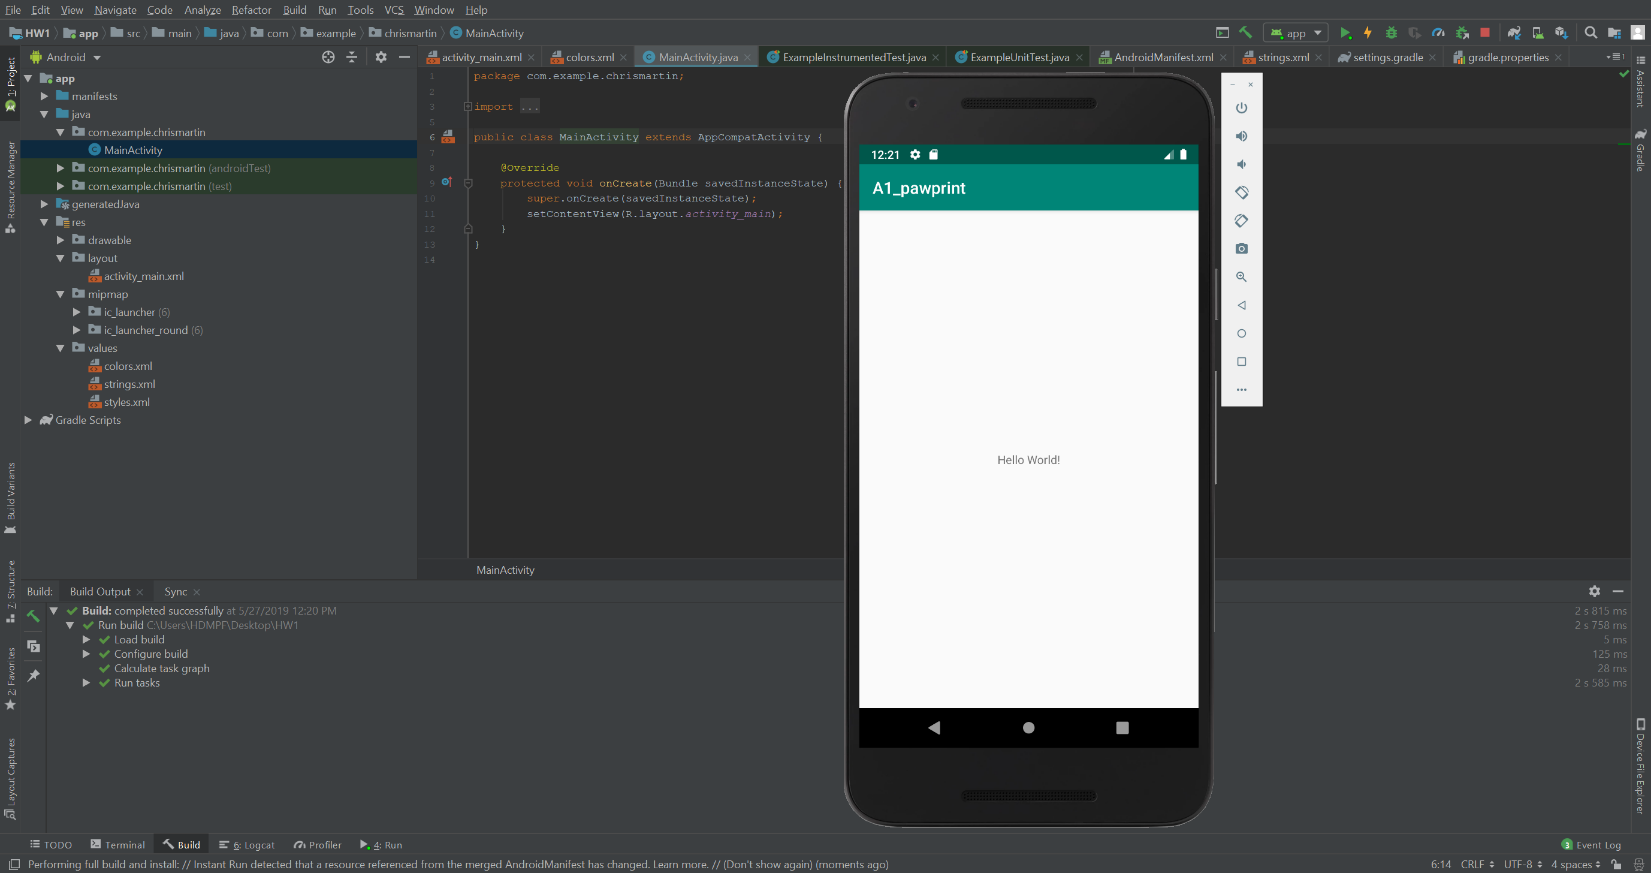 File Edit View Navigate Code Analyze Refactor Build Run Tools VCS Window Help
HW1 app src main java com example chrismartin MainActivity
app
Android
activity_main.xml colors.xml MainActivity.java ExampleInstrumentedTest.java ExampleUnitTest.java AndroidManifest.xml strings.xml settings.gradle gradle.properties
1: Project
Resource Manager
Build Variants
Z: Structure
2: Favorites
Layout Captures
app
manifests
java
com.example.chrismartin
MainActivity
com.example.chrismartin (androidTest)
com.example.chrismartin (test)
generatedJava
res
drawable
layout
activity_main.xml
mipmap
ic_launcher (6)
ic_launcher_round (6)
values
colors.xml
strings.xml
styles.xml
Gradle Scripts
1 package com.example.chrismartin;
2
3 import ...
5
6 public class MainActivity extends AppCompatActivity {
7
8 @Override
9 protected void onCreate(Bundle savedInstanceState) {
10 super.onCreate(savedInstanceState);
11 setContentView(R.layout.activity_main);
12 }
13 }
14
MainActivity
12:21
A1_pawprint
Hello World!
Assistant
Gradle
Device File Explorer
Build: Build Output Sync
Build: completed successfully at 5/27/2019 12:20 PM 2 s 815 ms
Run build C:\Users\HDMPF\Desktop\HW1 2 s 758 ms
Load build 5 ms
Configure build 125 ms
Calculate task graph 28 ms
Run tasks 2 s 585 ms
TODO Terminal Build 6: Logcat Profiler 4: Run 3 Event Log
Performing full build and install: // Instant Run detected that a resource referenced from the merged AndroidManifest has changed. Learn more. // (Don't show again) (moments ago) 6:14 CRLF UTF-8 4 spaces